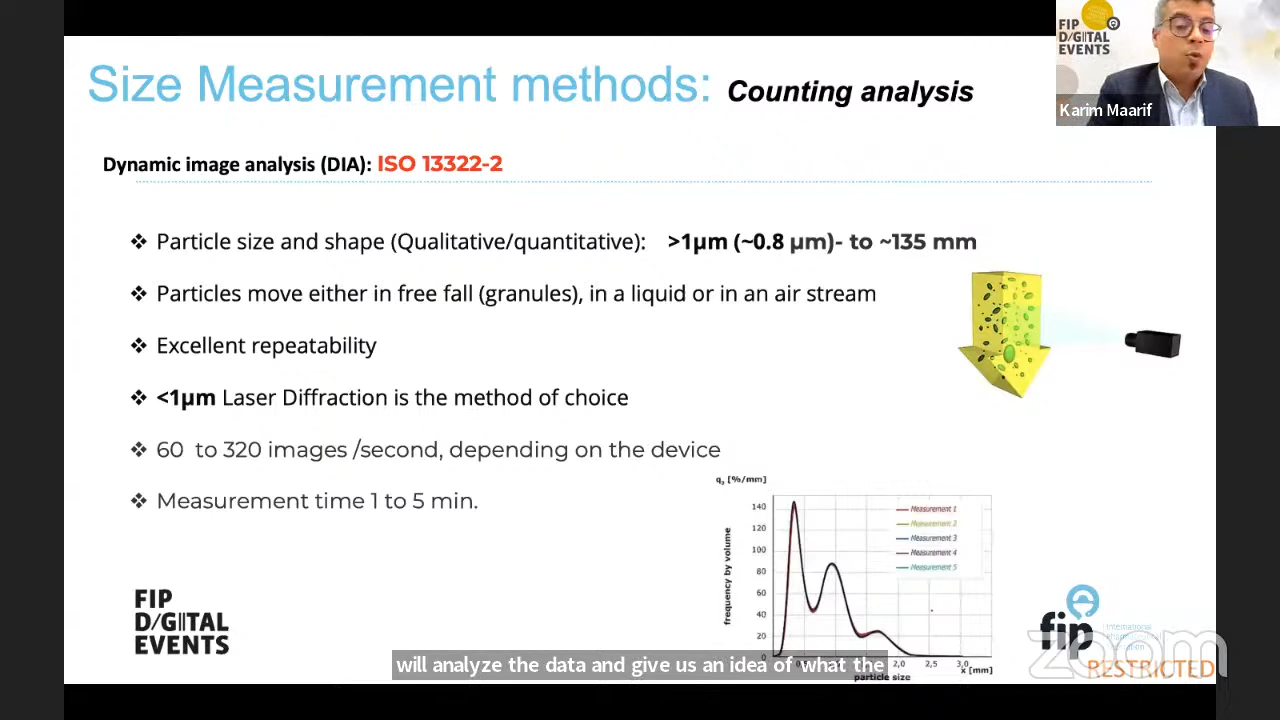 FIP
D/GITAL
EVENTS
Karim Maarif
Size Measurement methods: Counting analysis
Dynamic image analysis (DIA): ISO 13322-2
❖ Particle size and shape (Qualitative/quantitative): >1µm (~0.8 µm)- to ~135 mm
❖ Particles move either in free fall (granules), in a liquid or in an air stream
❖ Excellent repeatability
❖ <1µm Laser Diffraction is the method of choice
❖ 60 to 320 images /second, depending on the device
❖ Measurement time 1 to 5 min.
q₃ [%/mm]
frequency by volume
140
120
100
80
60
40
20
0
Measurement 1
Measurement 2
Measurement 3
Measurement 4
Measurement 5
2,0 2,5 3,0
x [mm]
particle size
FIP
D/GITAL
EVENTS
fip
zoom
RESTRICTED
will analyze the data and give us an idea of what the